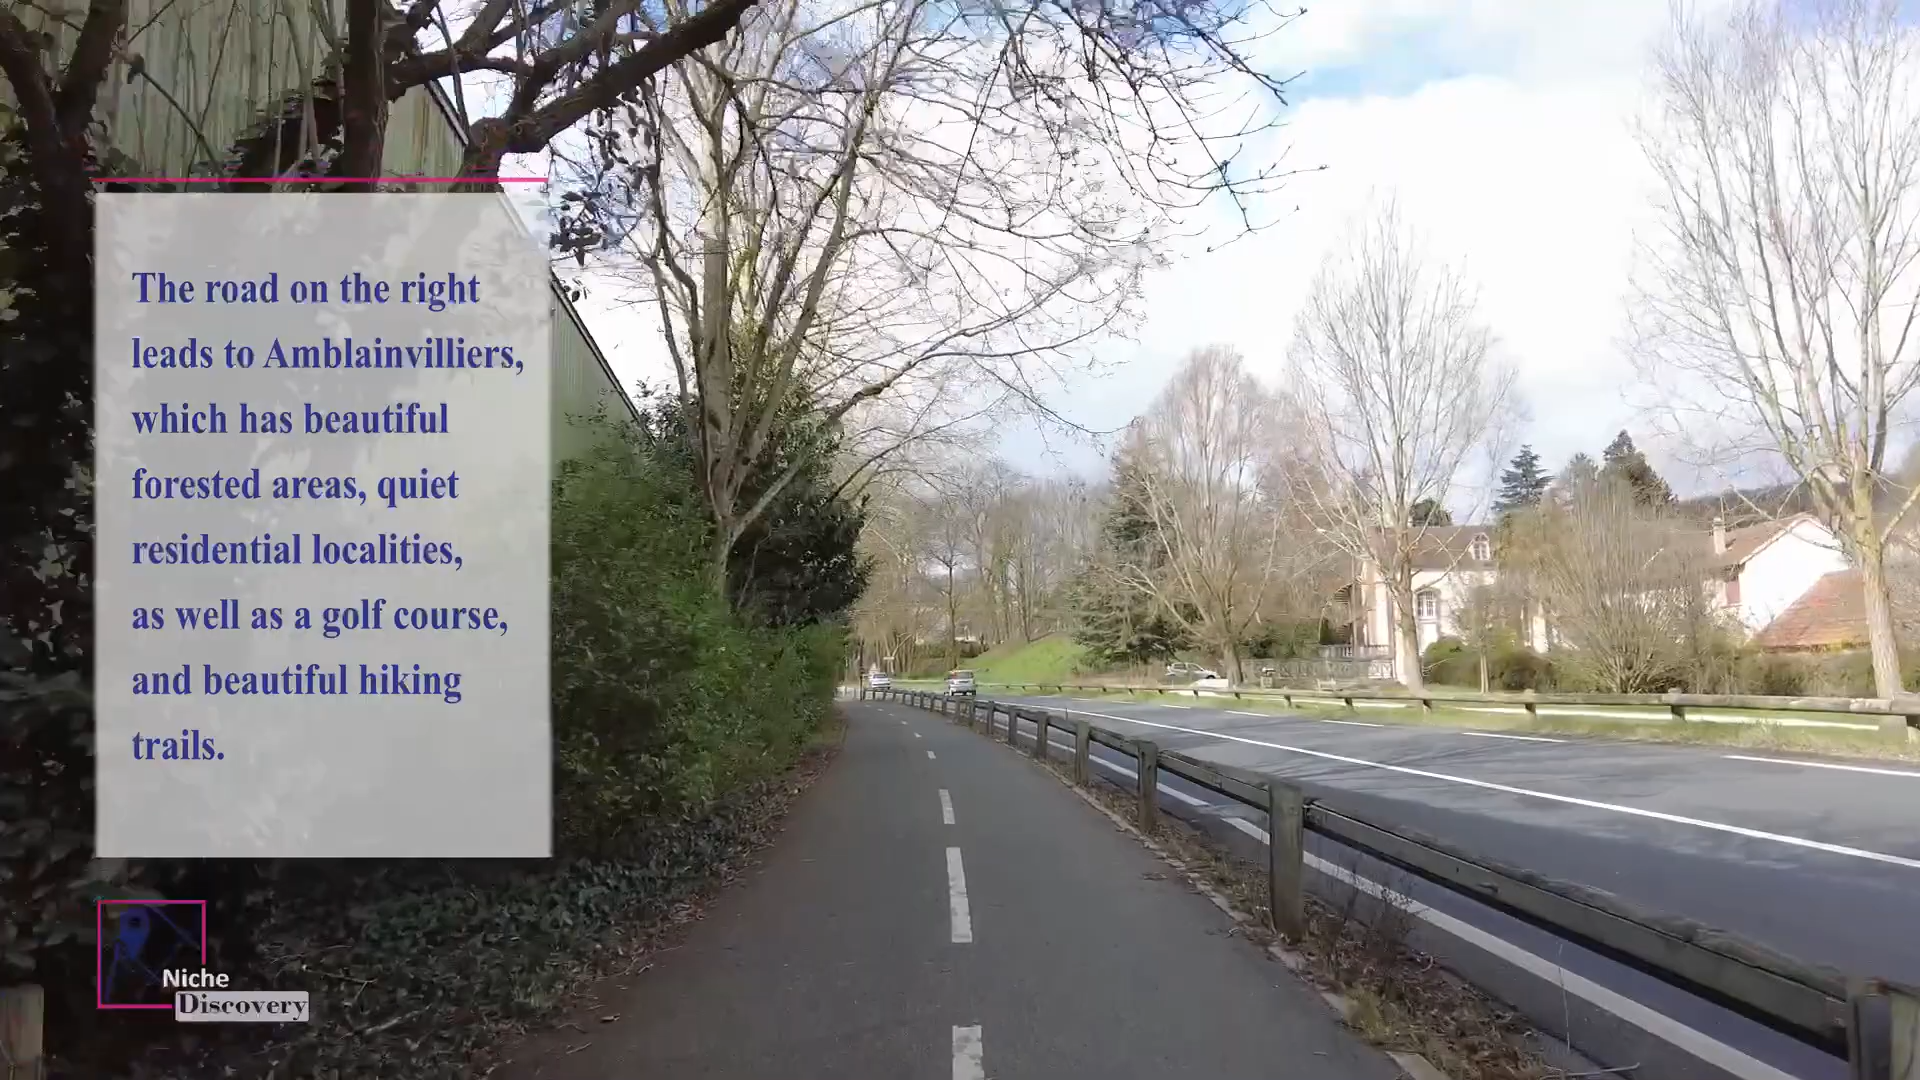 The road on the right
leads to Amblainvilliers,
which has beautiful
forested areas, quiet
residential localities,
as well as a golf course,
and beautiful hiking
trails.
Niche
Discovery